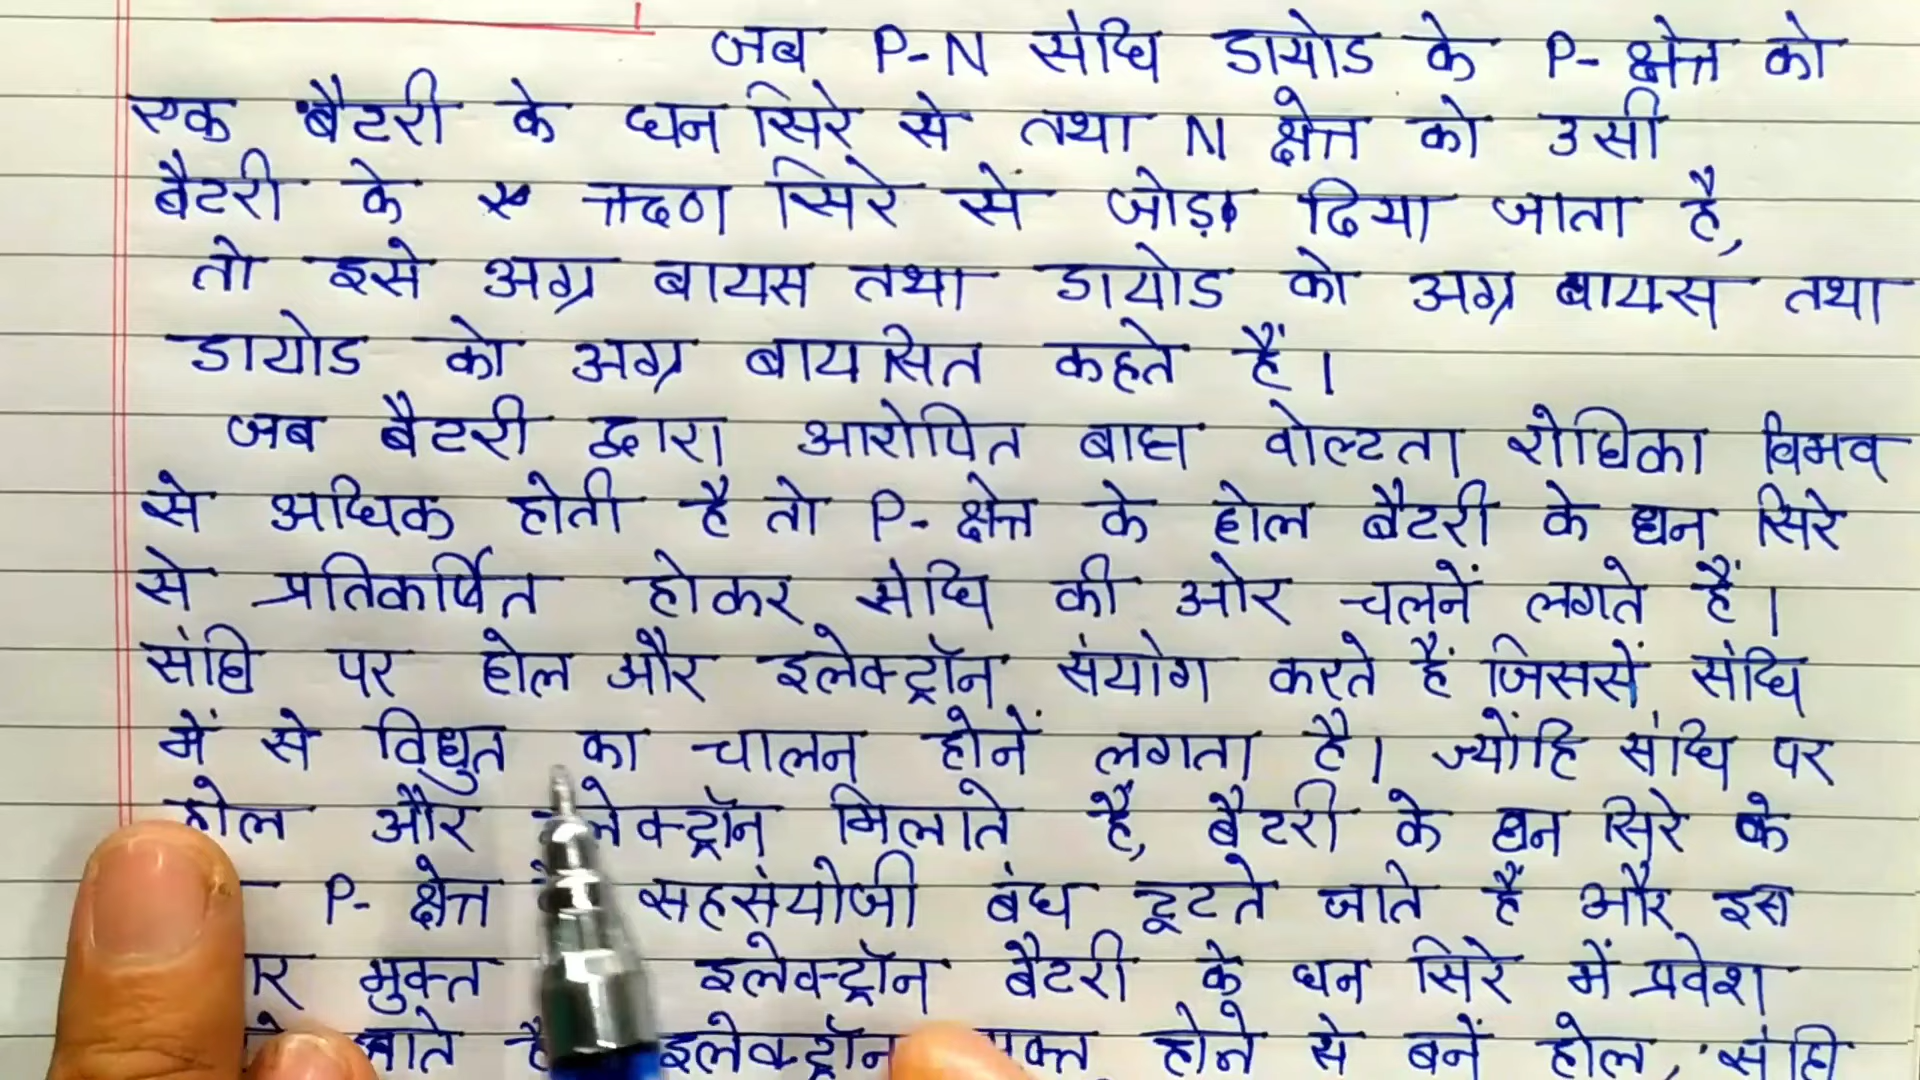 जब P-N संधि डायोड के P- क्षेत्र को
एक बैटरी के धन सिरे से तथा N क्षेत्र को उसी
बैटरी के ऋण सिरे सें जोड़ा दिया जाता है,
तो इसे अग्र बायस तथा डायोड को अग्र बायस तथा
डायोड को अग्र बायसित कहते हैं।
जब बैटरी द्वारा आरोपित बाह्य वोल्टता रोधिका विभव
से अधिक होती है तो P- क्षेत्र के होल बैटरी के धन सिरे
से प्रतिकर्षित होकर संधि की ओर चलनें लगते हैं।
संधि पर होल और इलेक्ट्रॉन संयोग करते हैं जिससें संधि
में से विधुत का चालन होनें लगता है। ज्योंहि संधि पर
होल और इलेक्ट्रॉन मिलाते है, बैटरी के धन सिरे के
P- क्षेत्र सहसंयोजी बंध टूटते जाते हैं और इस
मुक्त इलेक्ट्रॉन बैटरी के धन सिरे में प्रवेश
जाते है इलेक्ट्रॉन होने से बनें होल, संधि